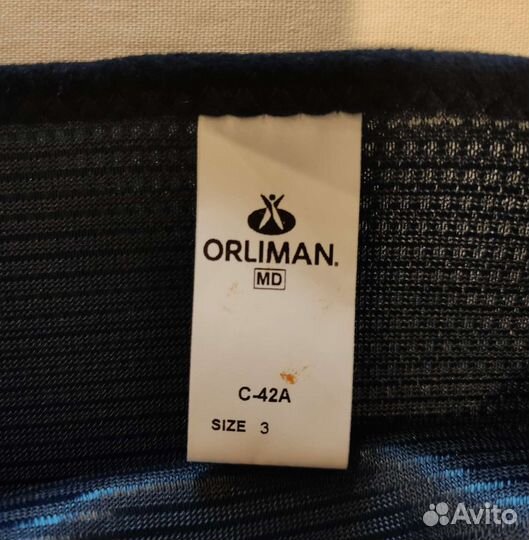 ORLIMAN.
MD
C-42A
SIZE 3
Avito